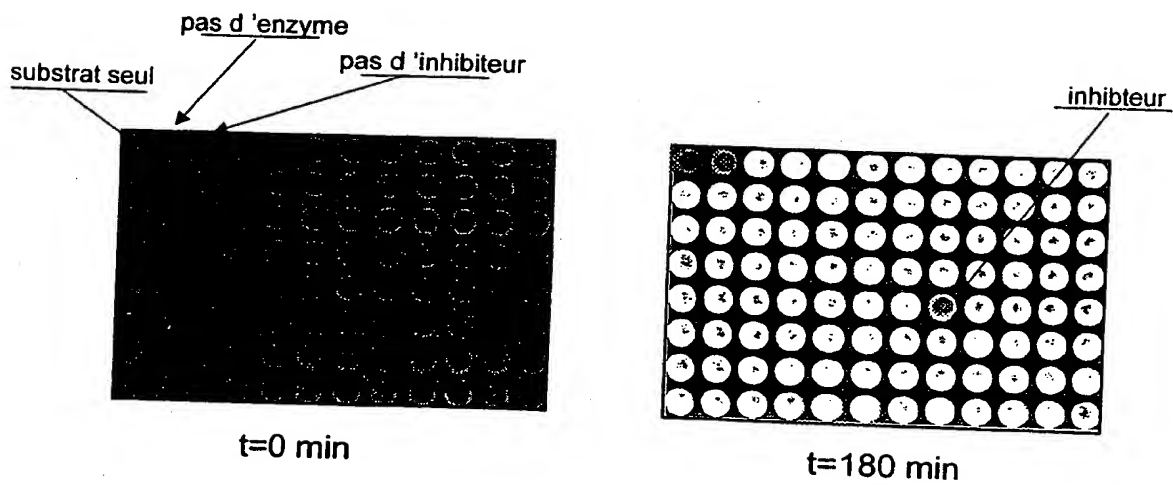 pas d 'enzyme
substrat seul
pas d 'inhibiteur
inhibteur
t=0 min
t=180 min